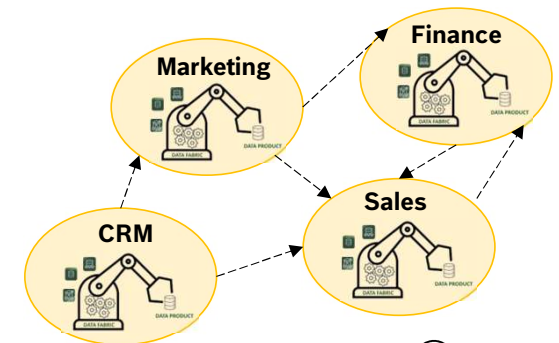 Finance
DATA PRODUCT
DATA FABRIC
Marketing
DATA PRODUCT
DATA FABRIC
Sales
DATA PRODUCT
DATA FABRIC
CRM
DATA PRODUCT
DATA FABRIC